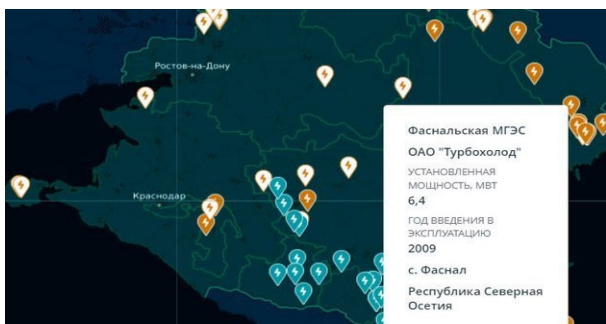 Ростов-на-Дону
Краснодар
Фаснальская МГЭС
ОАО "Турбохолод"
УСТАНОВЛЕННАЯ
МОЩНОСТЬ, МВТ
6,4
ГОД ВВЕДЕНИЯ В
ЭКСПЛУАТАЦИЮ
2009
с. Фаснал
Республика Северная
Осетия